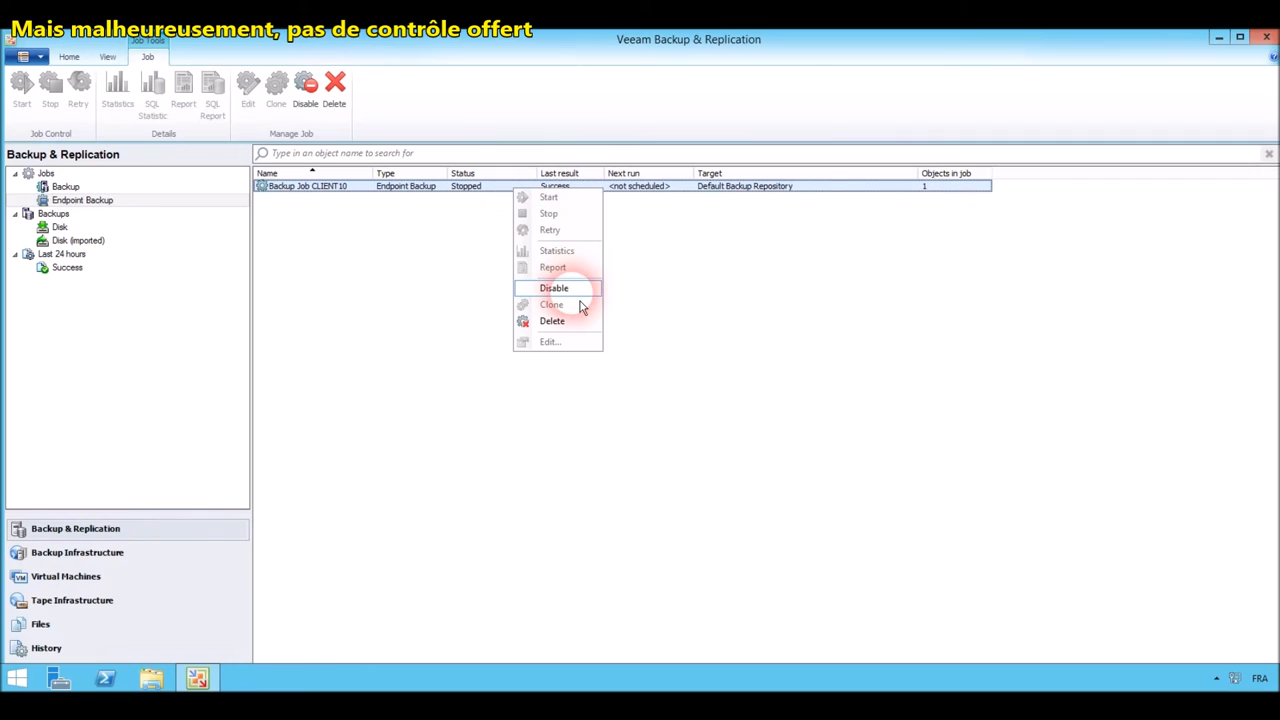 Mais malheureusement, pas de contrôle offert
Job Tools
Veeam Backup & Replication
Home
View
Job
Start
Stop
Retry
Statistics
SQL
Statistic
Report
SQL
Report
Edit
Clone
Disable
Delete
Job Control
Details
Manage Job
Backup & Replication
Type in an object name to search for
Jobs
Backup
Endpoint Backup
Backups
Disk
Disk (imported)
Last 24 hours
Success
Name
Type
Status
Last result
Next run
Target
Objects in job
Backup Job CLIENT10
Endpoint Backup
Stopped
Success
<not scheduled>
Default Backup Repository
1
Start
Stop
Retry
Statistics
Report
Disable
Clone
Delete
Edit...
Backup & Replication
Backup Infrastructure
VM
Virtual Machines
Tape Infrastructure
Files
History
FRA